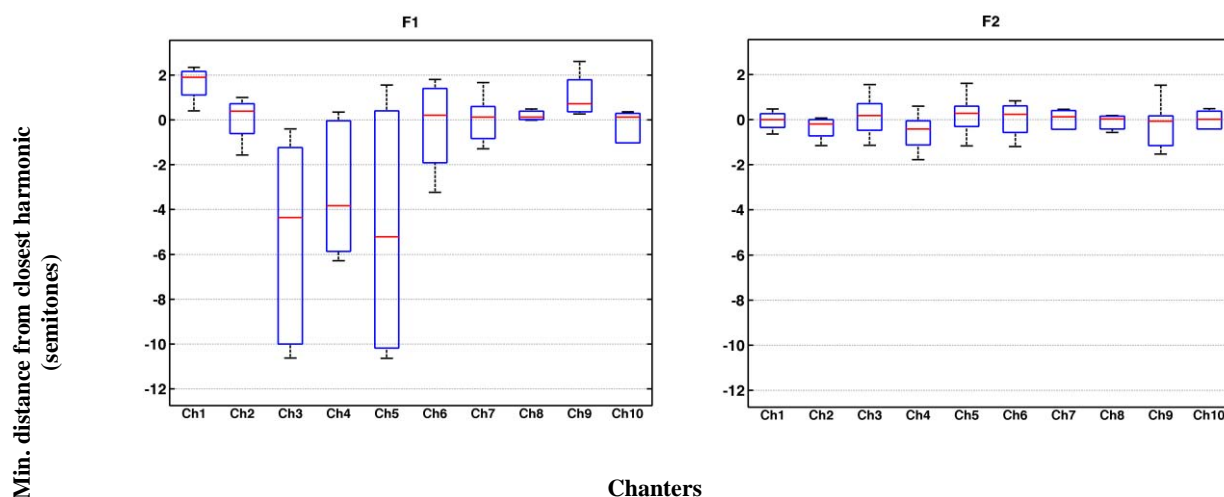 F1
2
0
-2
-4
-6
-8
-10
-12
Ch1 Ch2 Ch3 Ch4 Ch5 Ch6 Ch7 Ch8 Ch9 Ch10
F2
2
0
-2
-4
-6
-8
-10
-12
Ch1 Ch2 Ch3 Ch4 Ch5 Ch6 Ch7 Ch8 Ch9 Ch10
Min. distance from closest harmonic
(semitones)
Chanters